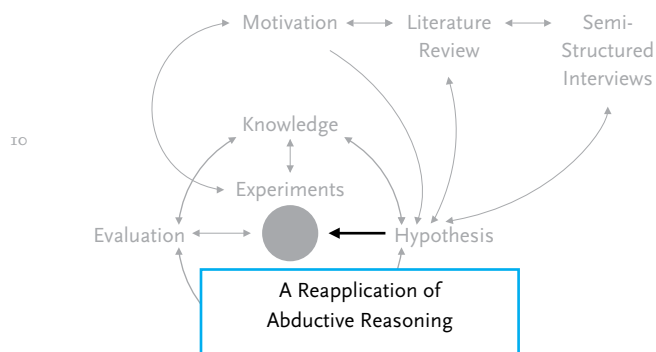 Motivation
Literature
Review
Semi-
Structured
Interviews
10
Knowledge
Experiments
Evaluation
Hypothesis
A Reapplication of
Abductive Reasoning